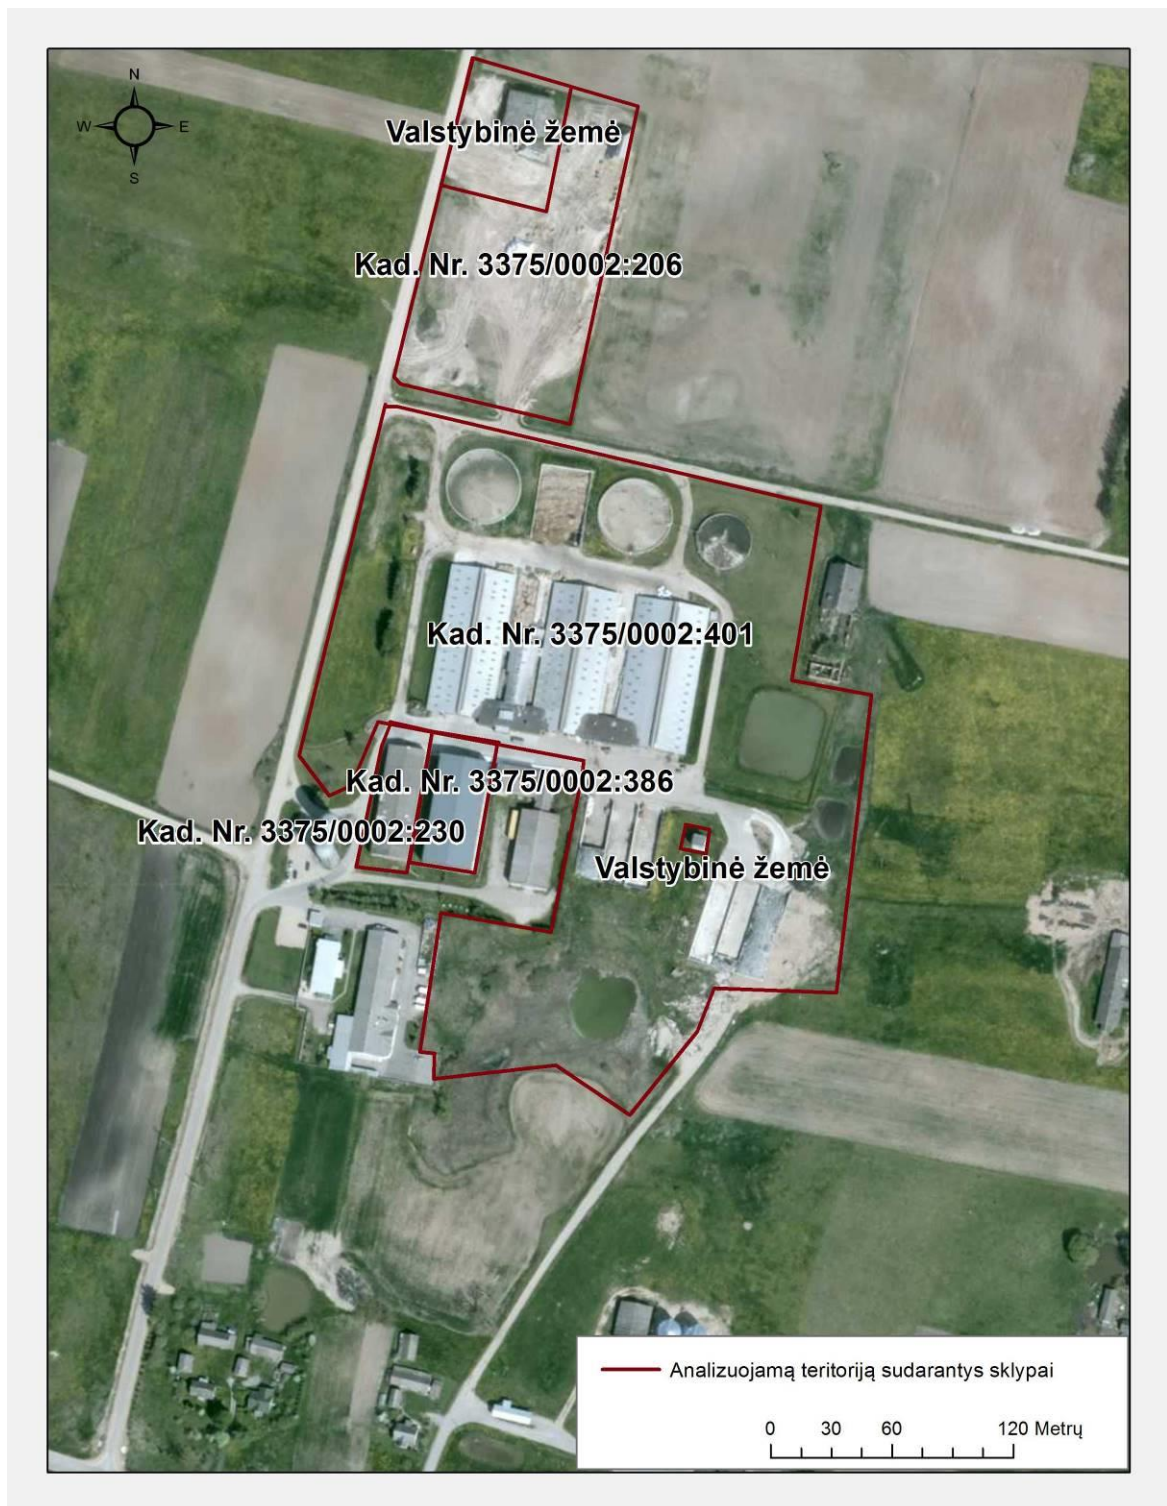 N
W E
S
Valstybinė žemė
Kad. Nr. 3375/0002:206
Kad. Nr. 3375/0002:401
Kad. Nr. 3375/0002:386
Kad. Nr. 3375/0002:230
Valstybinė žemė
Analizuojamą teritoriją sudarantys sklypai
0 30 60 120 Metrų